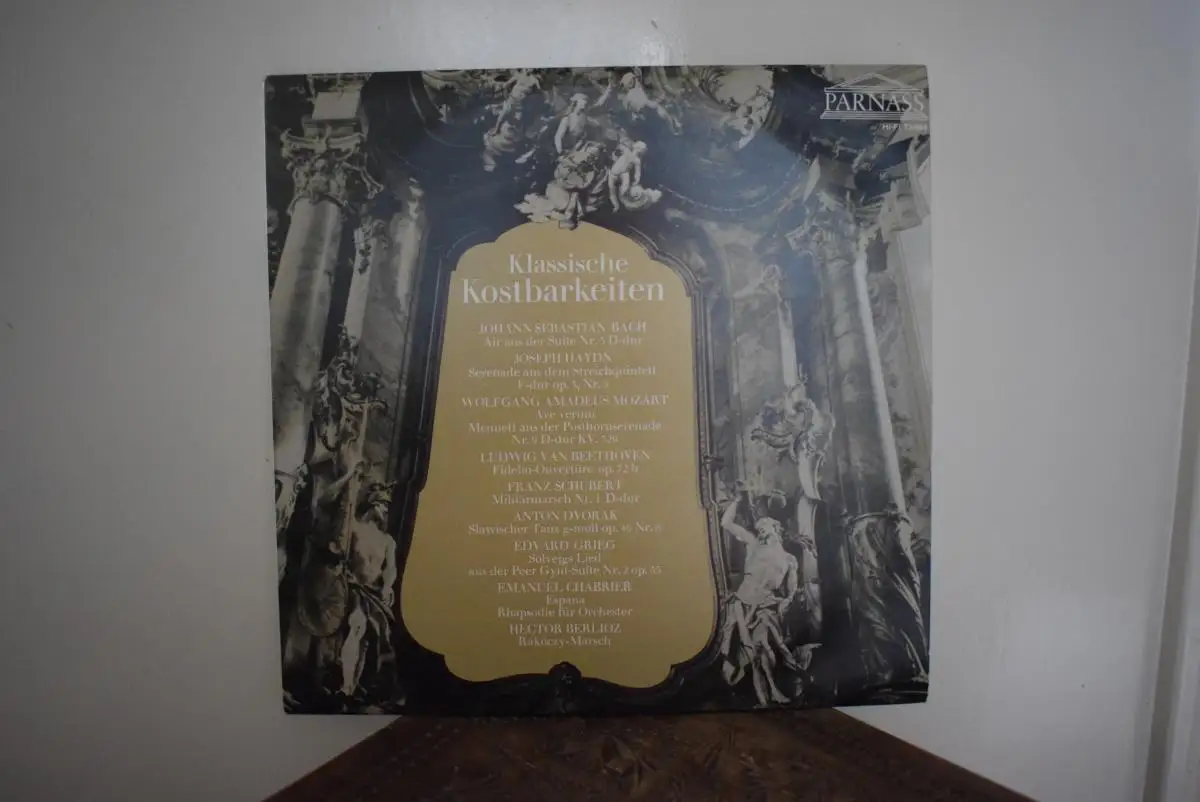 PARNASS
HI-FI
Klassische
Kostbarkeiten
JOHANN SEBASTIAN BACH
Air aus der Suite Nr. 3 D-dur
JOSEPH HAYDN
Serenade aus dem Streichquintett
F-dur op. 3, Nr.
WOLFGANG AMADEUS MOZART
Ave verum
Menuett aus der Posthornserenade
Nr. 9 D-dur KV. 320
LUDWIG VAN BEETHOVEN
Fidelio-Ouvertüre op. 72 b
FRANZ SCHUBERT
Militärmarsch Nr. 1 D-dur
ANTON DVORAK
Slawischer Tanz g-moll op. 46 Nr. 8
EDVARD GRIEG
Solvegs Lied
aus der Peer Gynt-Suite Nr. 2 op. 55
EMANUEL CHABRIER
Espana
Rhapsodie für Orchester
HECTOR BERLIOZ
Rakoczy-Marsch